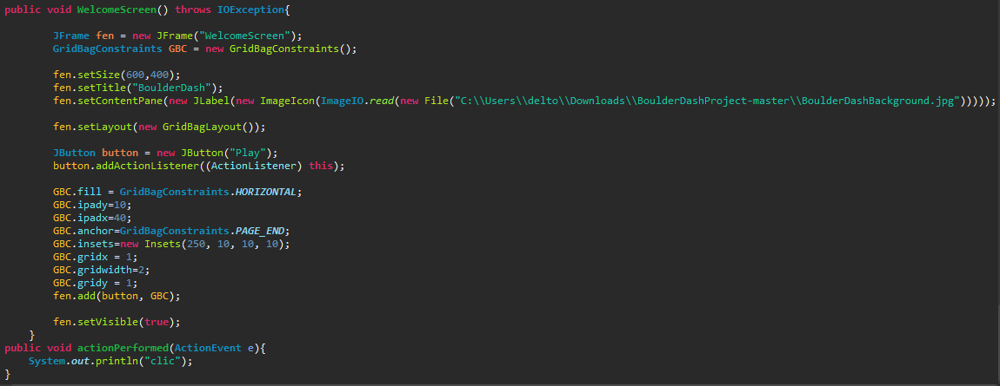 public void WelcomeScreen() throws IOException{
JFrame fen = new JFrame("WelcomeScreen");
GridBagConstraints GBC = new GridBagConstraints();
fen.setSize(600,400);
fen.setTitle("BoulderDash");
fen.setContentPane(new JLabel(new ImageIcon(ImageIO.read(new File("C:\\Users\\delto\\Downloads\\BoulderDashProject-master\\BoulderDashBackground.jpg")))));
fen.setLayout(new GridBagLayout());
JButton button = new JButton("Play");
button.addActionListener((ActionListener) this);
GBC.fill = GridBagConstraints.HORIZONTAL;
GBC.ipady=10;
GBC.ipadx=40;
GBC.anchor=GridBagConstraints.PAGE_END;
GBC.insets=new Insets(250, 10, 10, 10);
GBC.gridx = 1;
GBC.gridwidth=2;
GBC.gridy = 1;
fen.add(button, GBC);
fen.setVisible(true);
}
public void actionPerformed(ActionEvent e){
System.out.println("clic");
}